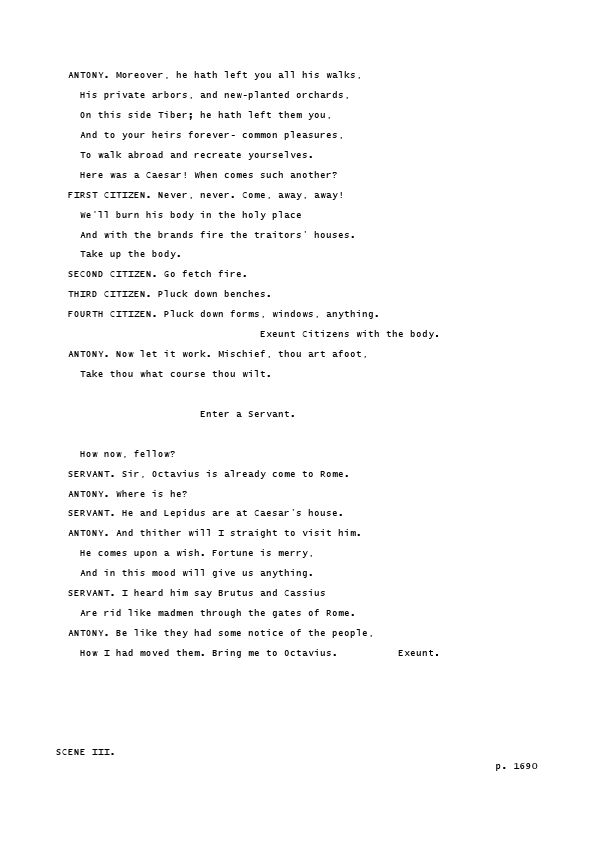 ANTONY. Moreover, he hath left you all his walks,
His private arbors, and new-planted orchards,
On this side Tiber; he hath left them you,
And to your heirs forever- common pleasures,
To walk abroad and recreate yourselves.
Here was a Caesar! When comes such another?
FIRST CITIZEN. Never, never. Come, away, away!
We'll burn his body in the holy place
And with the brands fire the traitors' houses.
Take up the body.
SECOND CITIZEN. Go fetch fire.
THIRD CITIZEN. Pluck down benches.
FOURTH CITIZEN. Pluck down forms, windows, anything.
Exeunt Citizens with the body.
ANTONY. Now let it work. Mischief, thou art afoot,
Take thou what course thou wilt.
Enter a Servant.
How now, fellow?
SERVANT. Sir, Octavius is already come to Rome.
ANTONY. Where is he?
SERVANT. He and Lepidus are at Caesar's house.
ANTONY. And thither will I straight to visit him.
He comes upon a wish. Fortune is merry,
And in this mood will give us anything.
SERVANT. I heard him say Brutus and Cassius
Are rid like madmen through the gates of Rome.
ANTONY. Be like they had some notice of the people,
How I had moved them. Bring me to Octavius. Exeunt.
SCENE III.
p. 1690